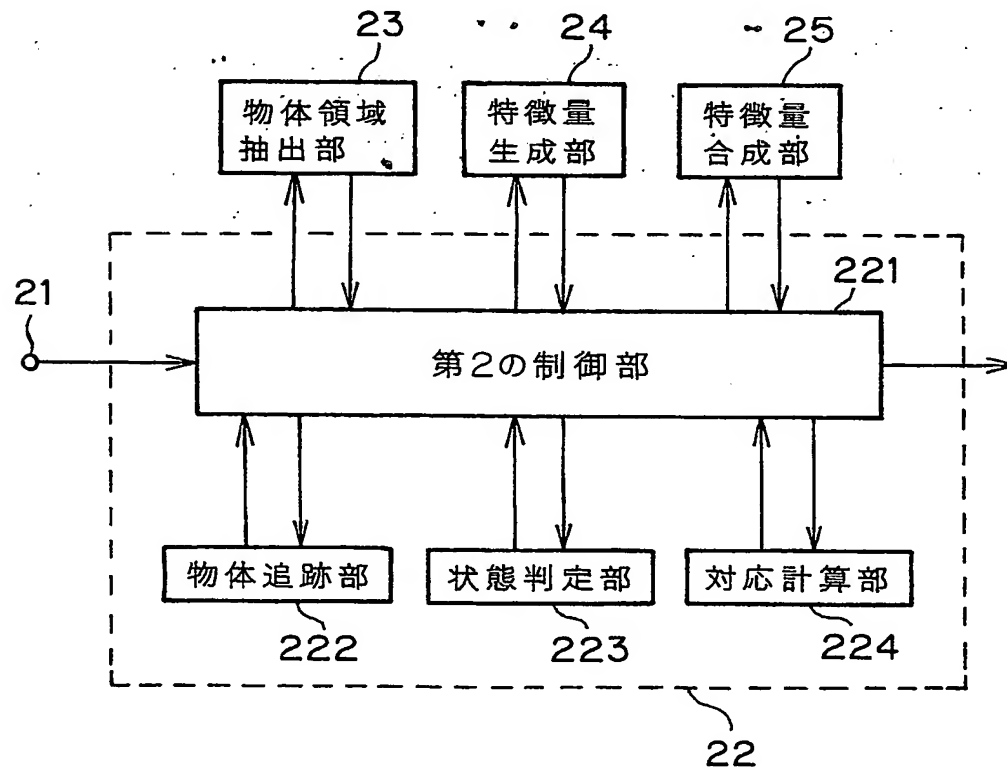 23
24
25
物体領域
抽出部
特徴量
生成部
特徴量
合成部
221
21
第2の制御部
物体追跡部
状態判定部
対応計算部
222
223
224
22